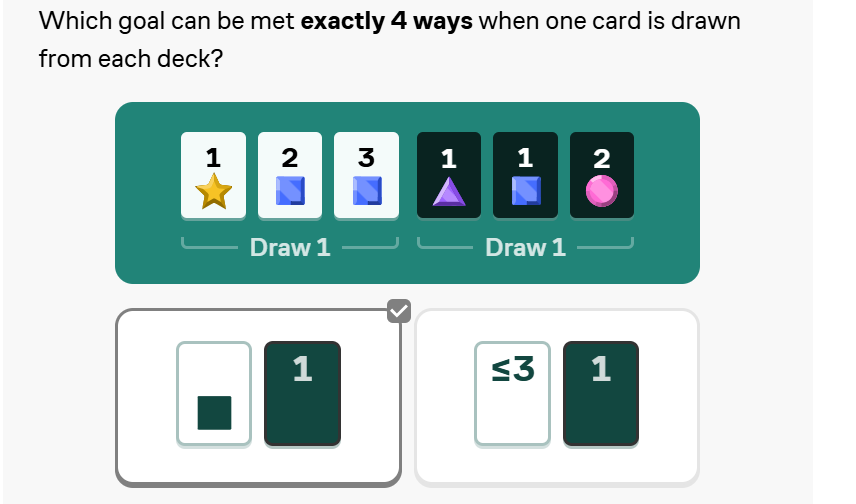 Which goal can be met exactly 4 ways when one card is drawn
from each deck?
1 2 3 1 1 2
Draw 1 Draw 1
1 ≤3 1